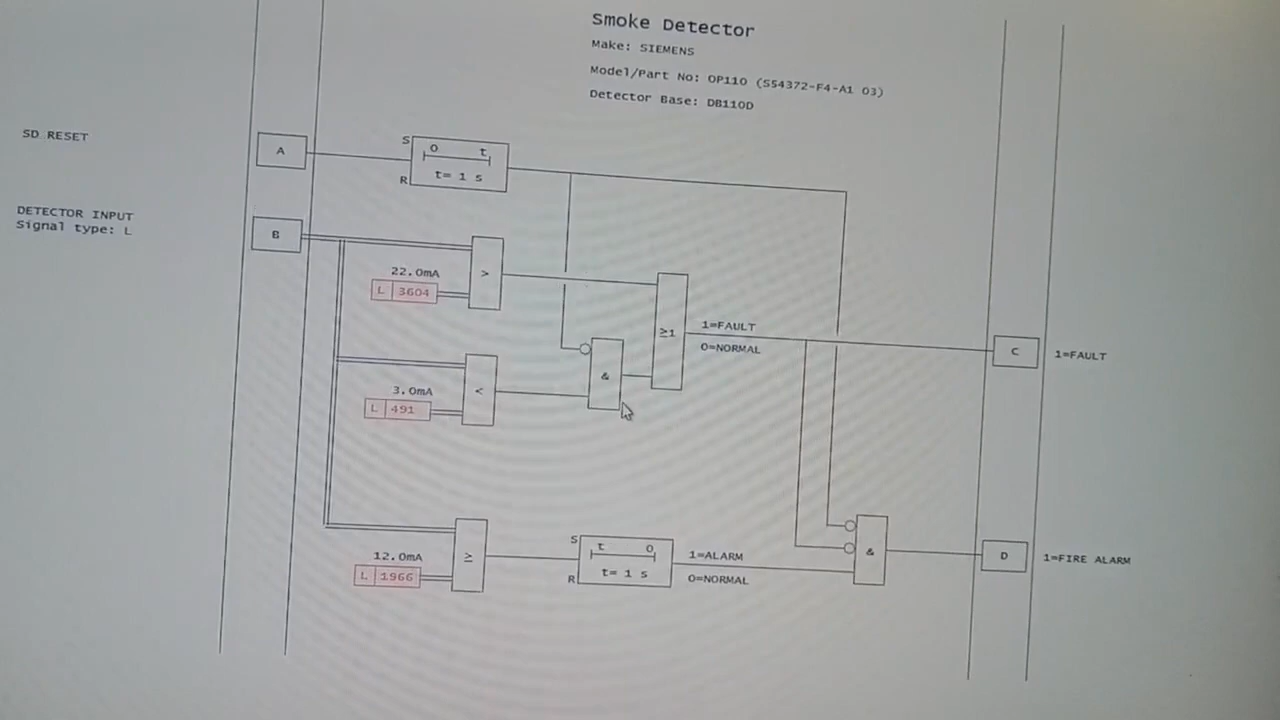 Smoke Detector
Make: SIEMENS
Model/Part No: OP110 (S54372-F4-A1 03)
Detector Base: DB110D
SD RESET
A
S
0 t
t= 1 s
R
DETECTOR INPUT
Signal type: L
B
>
22.0mA
L 3604
≥1
1=FAULT
0=NORMAL
C
1=FAULT
&
<
3.0mA
L 491
≥
12.0mA
L 1966
S
t 0
t= 1 s
R
1=ALARM
0=NORMAL
&
D
1=FIRE ALARM